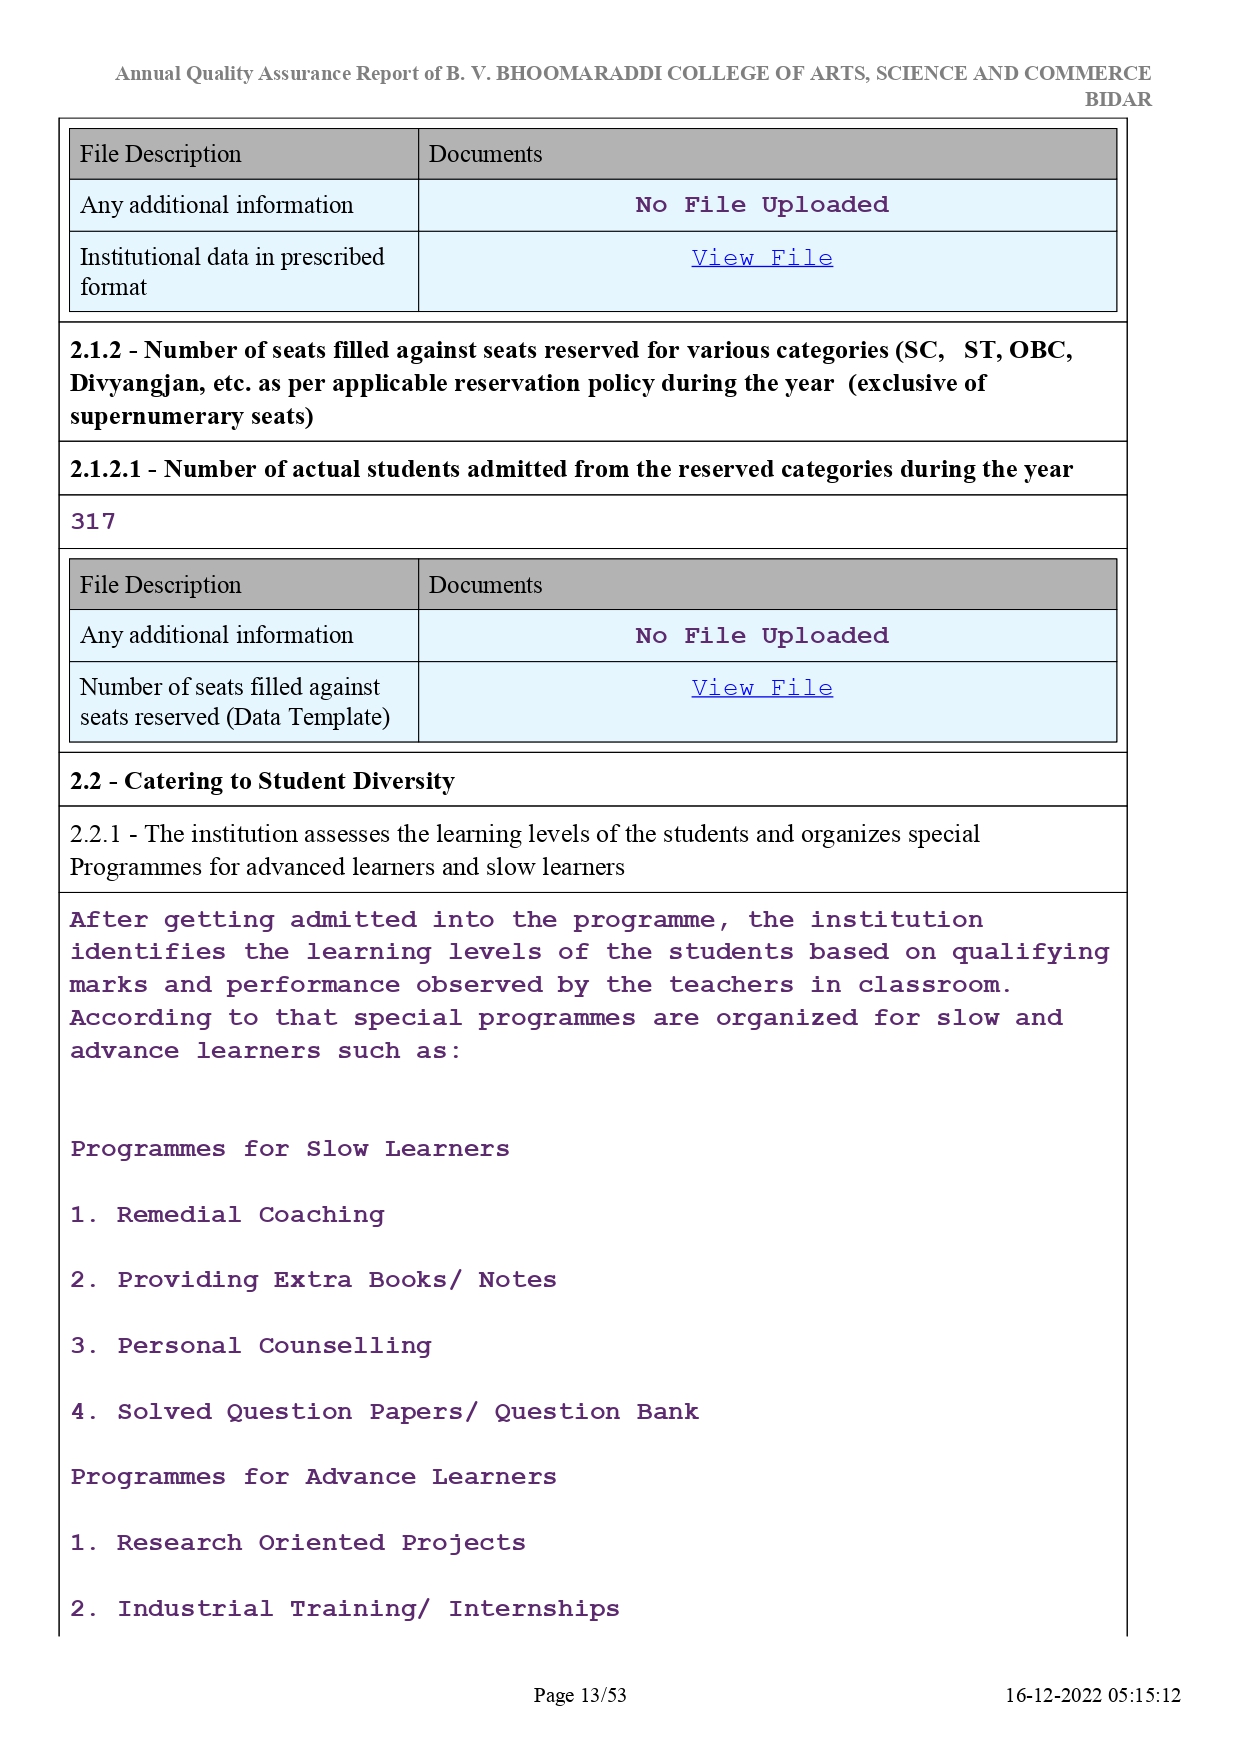 Annual Quality Assurance Report of B. V. BHOOMARADDI COLLEGE OF ARTS, SCIENCE AND COMMERCE
BIDAR
File Description Documents
Any additional information No File Uploaded
Institutional data in prescribed View File
format
2.1.2 - Number of seats filled against seats reserved for various categories (SC, ST, OBC,
Divyangjan, etc. as per applicable reservation policy during the year (exclusive of
supernumerary seats)
2.1.2.1 - Number of actual students admitted from the reserved categories during the year
317
File Description Documents
Any additional information No File Uploaded
Number of seats filled against View File
seats reserved (Data Template)
2.2 - Catering to Student Diversity
2.2.1 - The institution assesses the learning levels of the students and organizes special
Programmes for advanced learners and slow learners
After getting admitted into the programme, the institution
identifies the learning levels of the students based on qualifying
marks and performance observed by the teachers in classroom.
According to that special programmes are organized for slow and
advance learners such as:
Programmes for Slow Learners
1. Remedial Coaching
2. Providing Extra Books/ Notes
3. Personal Counselling
4. Solved Question Papers/ Question Bank
Programmes for Advance Learners
1. Research Oriented Projects
2. Industrial Training/ Internships
Page 13/53 16-12-2022 05:15:12